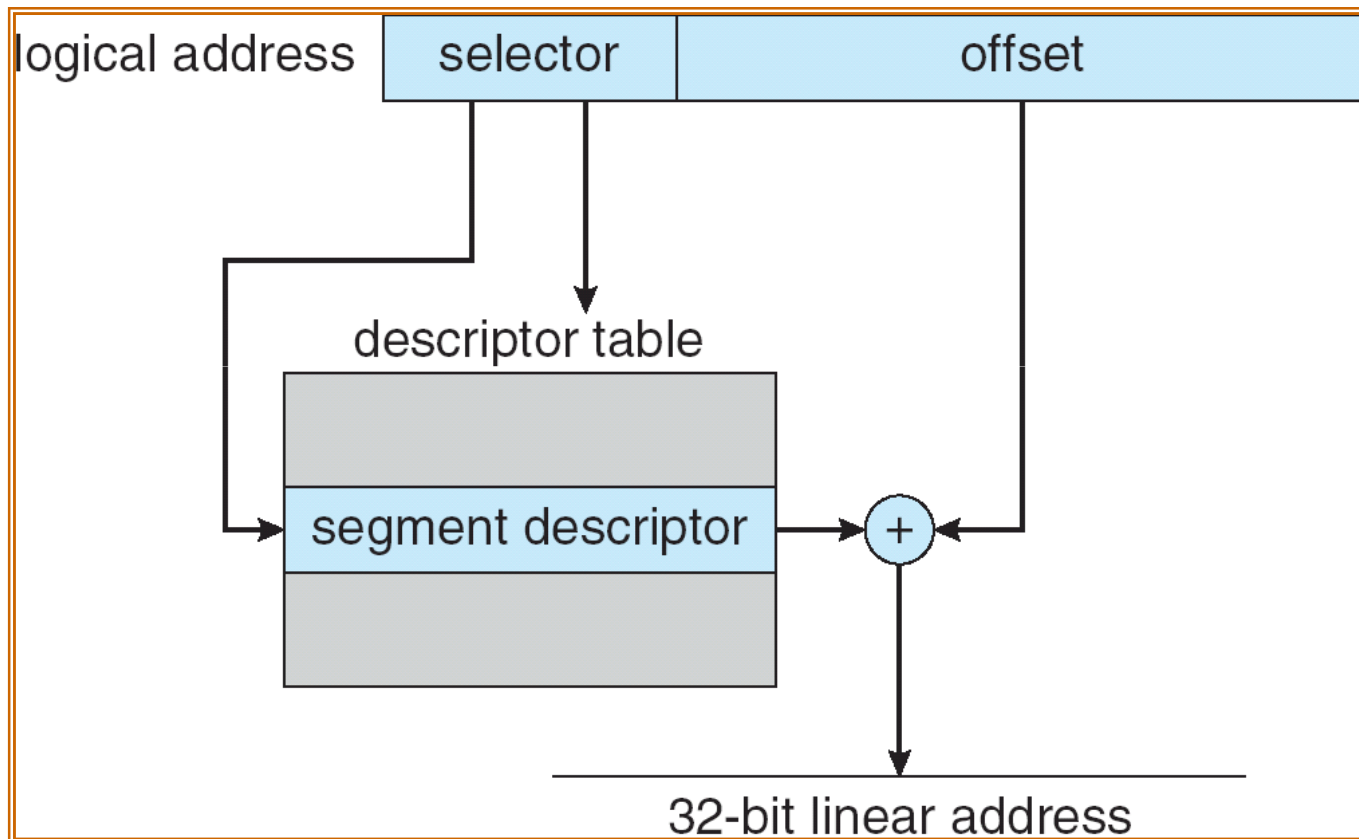 logical address selector offset
descriptor table
segment descriptor +
32-bit linear address